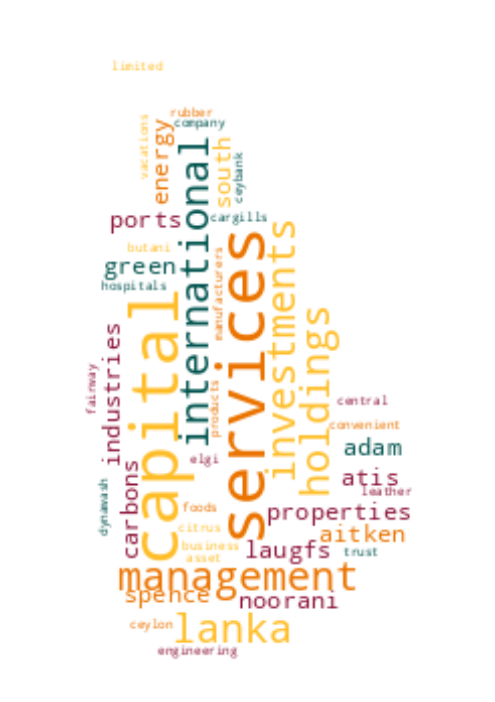 limited
rubber
company
vacations
energy
international
south
ceybank
ports
cargills
butani
green
hospitals
manufacturers
services
investments
capital
holdings
industries
fairway
products
central
convenient
adam
elgi
carbons
atis
leather
dynawash
foods
properties
citrus
aitken
business
laugfs
trust
asset
management
spence
noorani
ceylon
lanka
engineering